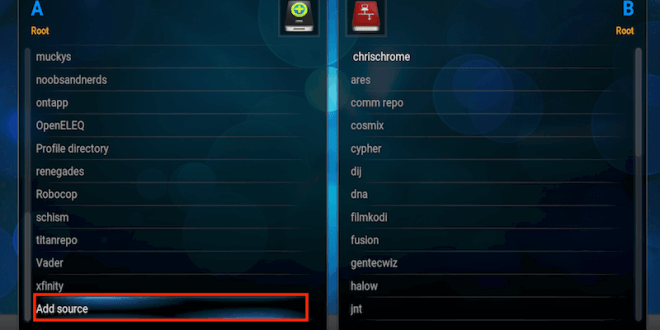 A
Root
muckys
noobsandnerds
ontapp
OpenELEQ
Profile directory
renegades
Robocop
schism
titanrepo
Vader
xfinity
Add source
B
Root
chrischrome
ares
comm repo
cosmix
cypher
dij
dna
filmkodi
fusion
gentecwiz
halow
jnt